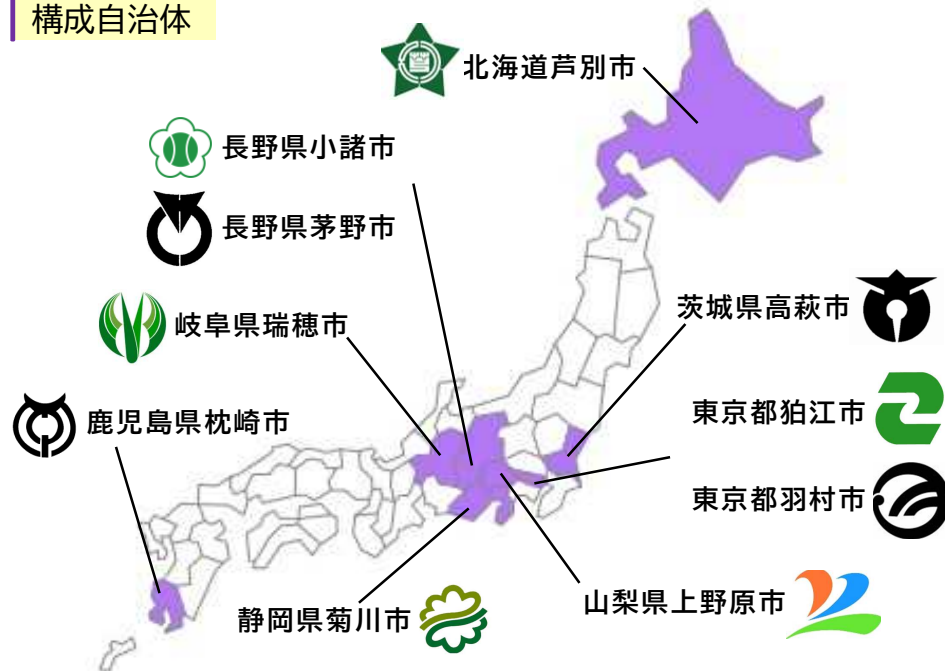 構成自治体
北海道芦別市
長野県小諸市
長野県茅野市
岐阜県瑞穂市
茨城県高萩市
鹿児島県枕崎市
東京都狛江市
東京都羽村市
静岡県菊川市
山梨県上野原市